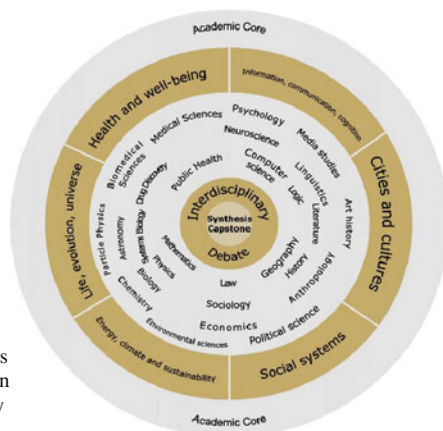 Academic Core
Information, communication, cognition
Health and well-being
Cities and cultures
Life, evolution, universe
Social systems
Energy, climate and sustainability
Psychology
Medical Sciences
Neuroscience
Media studies
Biomedical
Sciences
Public Health
Computer
science
Linguistics
Drug Discovery
Logic
Literature
Art history
Particle Physics
Astronomy
Systems Biology
Mathematics
Physics
Biology
Chemistry
Environmental sciences
Interdisciplinary
Synthesis
Capstone
Debate
Geography
History
Anthropology
Law
Sociology
Economics
Political science
Academic Core
s
n